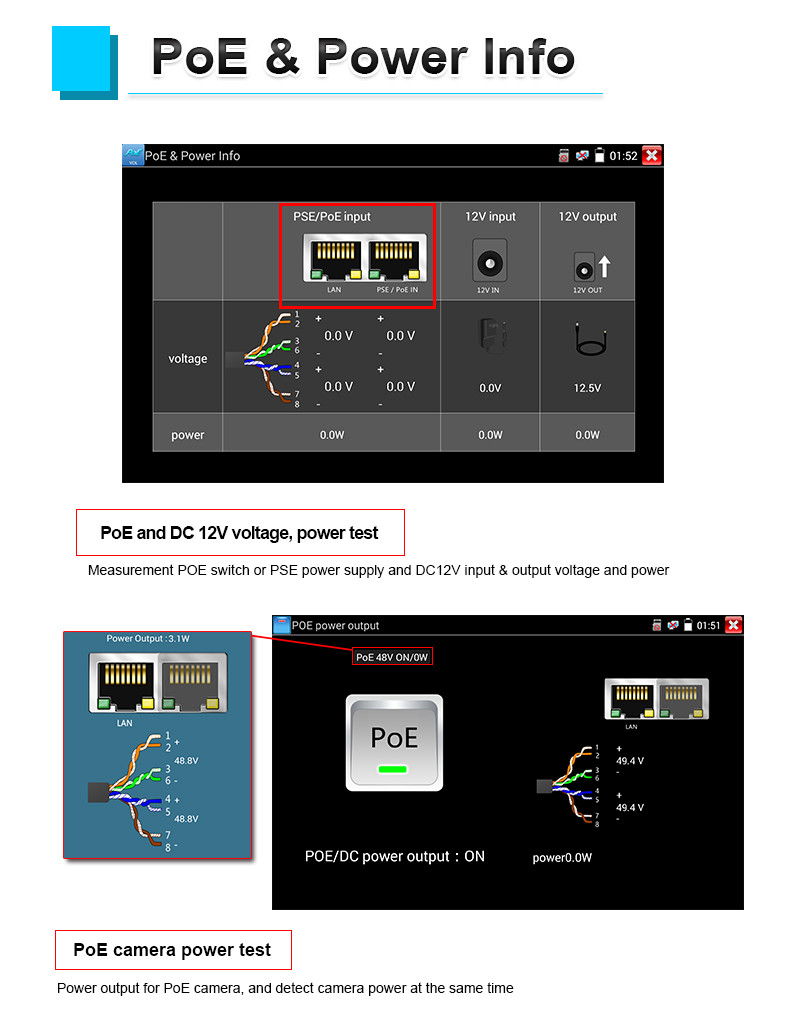 PoE & Power Info
VOL PoE & Power Info 01:52
PSE/PoE input 12V input 12V output
LAN PSE / PoE IN 12V IN 12V OUT
1 + +
2
0.0 V 0.0 V
3
6 - -
voltage
4 + +
5
0.0 V 0.0 V 0.0V 12.5V
7
8 - -
power 0.0W 0.0W 0.0W
PoE and DC 12V voltage, power test
Measurement POE switch or PSE power supply and DC12V input & output voltage and power
Power Output :3.1W
LAN
1
2 +
48.8V
3
6 -
4 +
5
48.8V
7
8 -
POE power output 01:51
PoE 48V ON/0W
PoE
LAN
1 +
2
49.4 V
3
6 -
4 +
5
49.4 V
7
8 -
POE/DC power output : ON power0.0W
PoE camera power test
Power output for PoE camera, and detect camera power at the same time